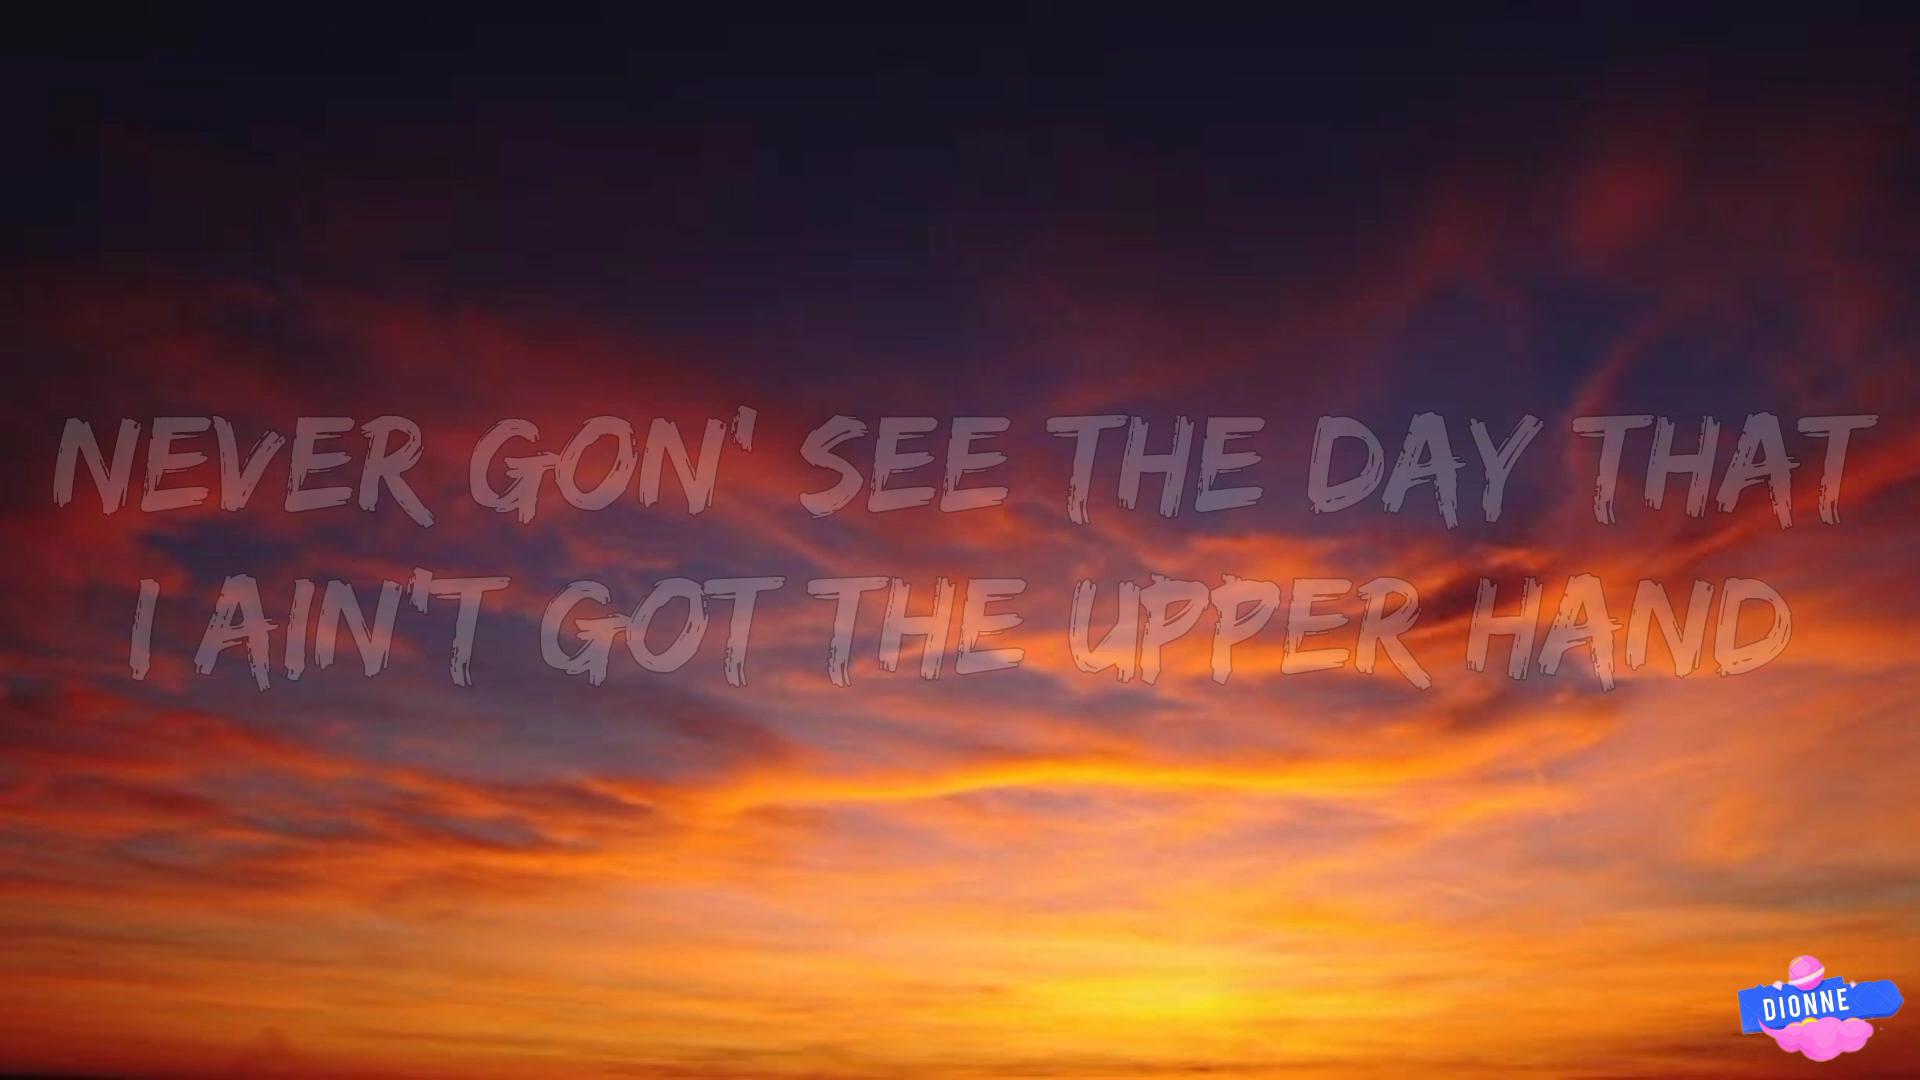 NEVER GON' SEE THE DAY THAT
I AIN'T GOT THE UPPER HAND
DIONNE